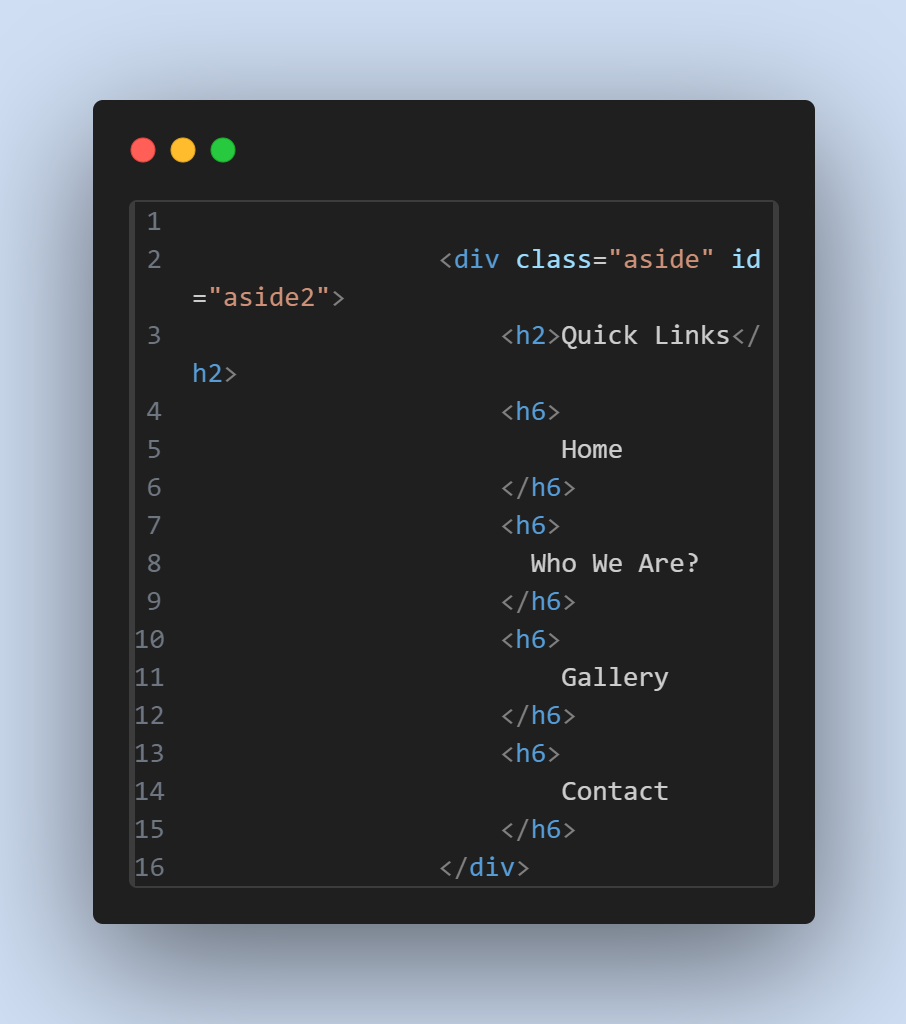 1
2 <div class="aside" id
="aside2">
3 <h2>Quick Links</
h2>
4 <h6>
5 Home
6 </h6>
7 <h6>
8 Who We Are?
9 </h6>
10 <h6>
11 Gallery
12 </h6>
13 <h6>
14 Contact
15 </h6>
16 </div>